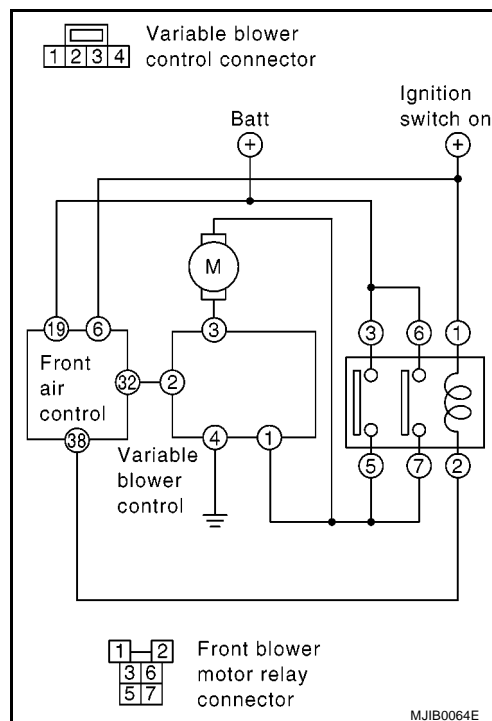 Variable blower
control connector
1 2 3 4
Ignition
switch on
Batt
+ +
M
19 6 3 3 6 1
Front
air
control
32 2
38 4 1
Variable
blower
control
5 7 2
1 2
3 6
5 7
Front blower
motor relay
connector
MJIB0064E